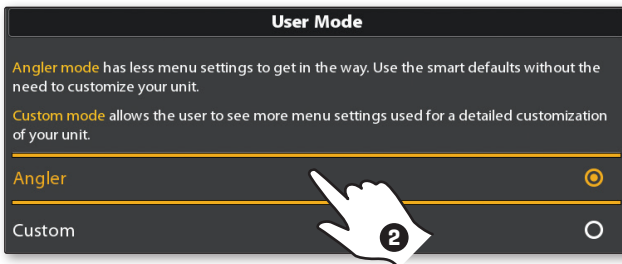 User Mode
Angler mode has less menu settings to get in the way. Use the smart defaults without the
need to customize your unit.
Custom mode allows the user to see more menu settings used for a detailed customization
of your unit.
Angler
Custom
2